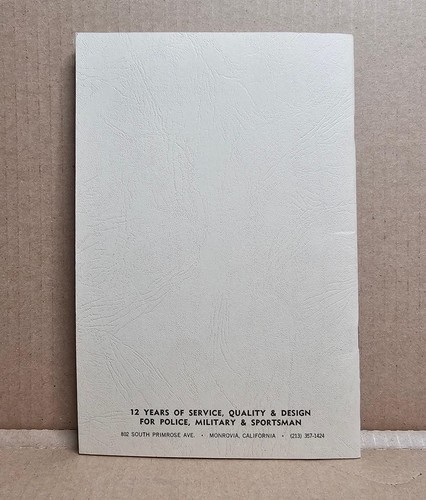 12 YEARS OF SERVICE, QUALITY & DESIGN
FOR POLICE, MILITARY & SPORTSMAN
802 SOUTH PRIMROSE AVE. • MONROVIA, CALIFORNIA • (213) 357-1424